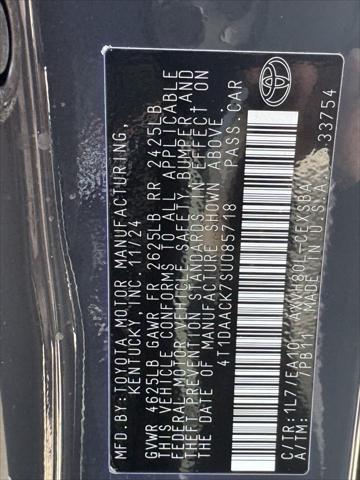 MFD.BY:TOYOTA MOTOR MANUFACTURING,
KENTUCKY,INC. 11/24
GVWR 4625LB GAWR FR 2625LB RR 2425LB
THIS VEHICLE CONFORMS TO ALL APPLICABLE
FEDERAL MOTOR VEHICLE SAFETY, BUMPER AND
THEFT PREVENTION STANDARDS IN EFFECT ON
THE DATE OF MANUFACTURE SHOWN ABOVE.
4T1DAACK7SU095718 PASS.CAR
C/TR:1L7/EA10 AXVH80L-CEXSBA
A/TM: /PB10 MADE IN U.S.A. 33754